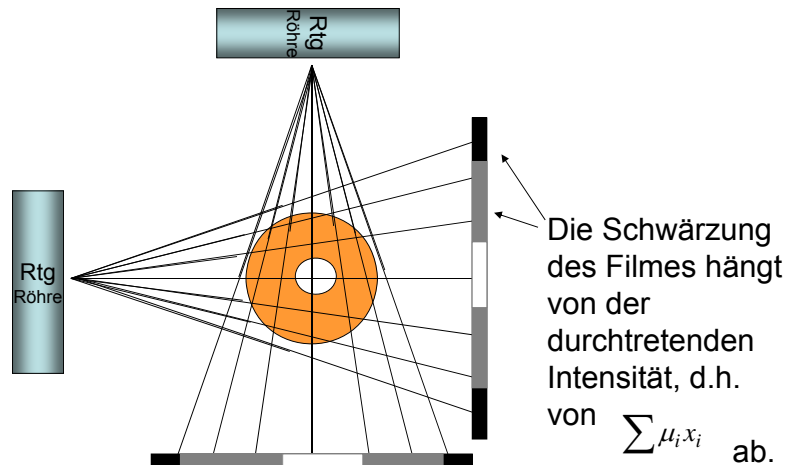 Rtg
Röhre
Rtg
Röhre
Die Schwärzung
des Filmes hängt
von der
durchtretenden
Intensität, d.h.
von ∑ μᵢxᵢ ab.